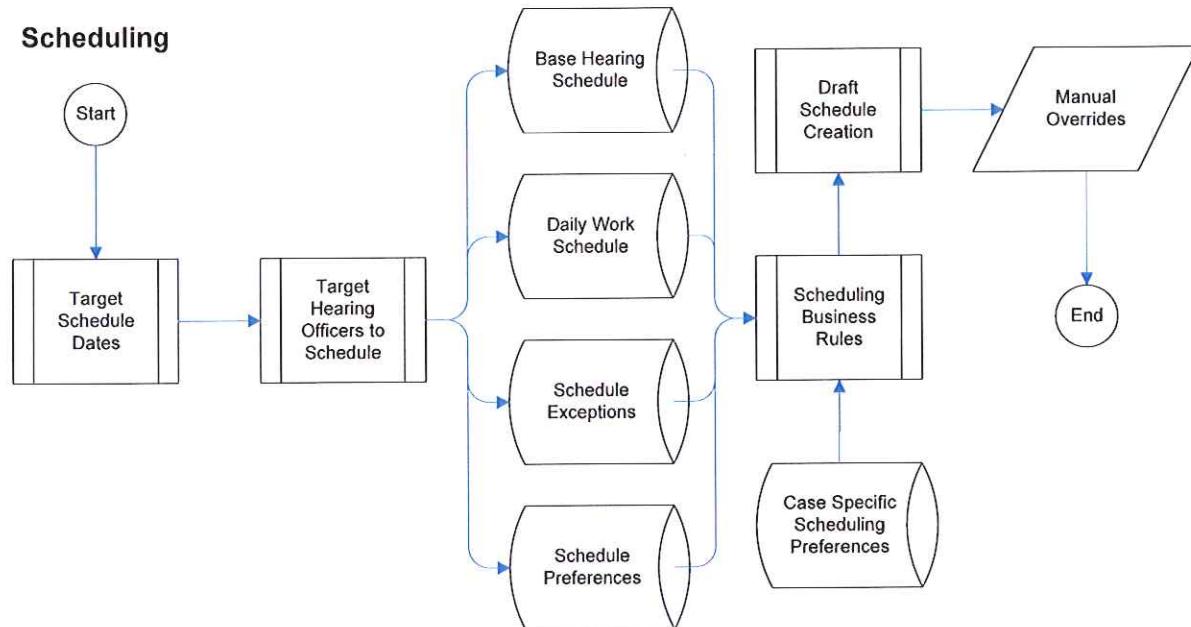 Scheduling
Start
Target
Schedule
Dates
Target
Hearing
Officers to
Schedule
Base Hearing
Schedule
Daily Work
Schedule
Schedule
Exceptions
Schedule
Preferences
Scheduling
Business
Rules
Case Specific
Scheduling
Preferences
Draft
Schedule
Creation
Manual
Overrides
End